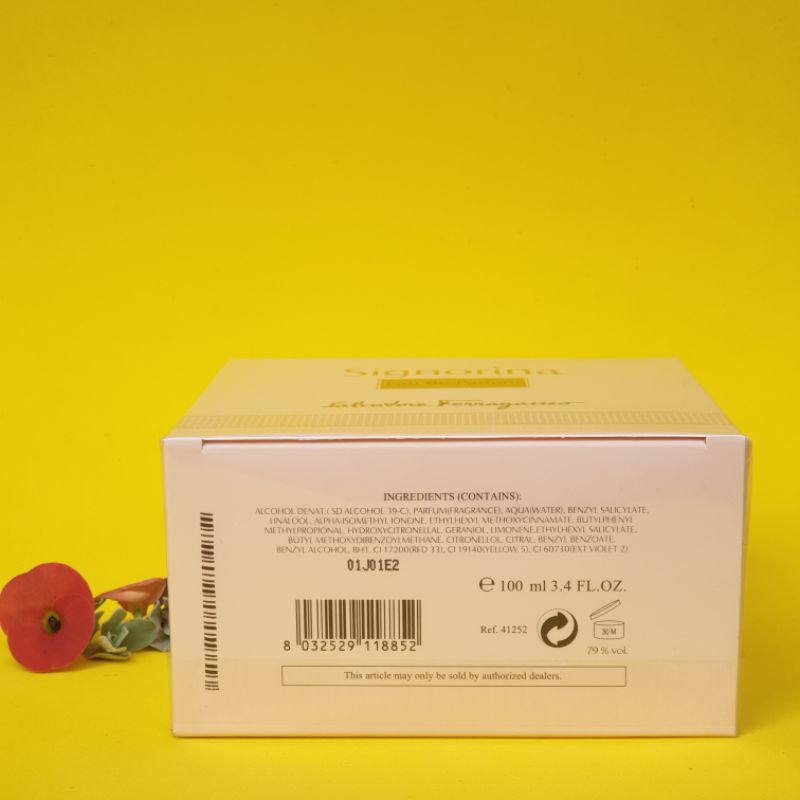 Signorina
Eau de Parfum
Salvatore Ferragamo
INGREDIENTS (CONTAINS):
ALCOHOL DENAT.( SD ALCOHOL 39-C), PARFUM(FRAGRANCE), AQUA(WATER), BENZYL SALICYLATE,
LINALOOL, ALPHA-ISOMETHYL IONONE, ETHYLHEXYL METHOXYCINNAMATE, BUTYLPHENYL
METHYLPROPIONAL, HYDROXYCITRONELLAL, GERANIOL, LIMONENE,ETHYLHEXYL SALICYLATE,
BUTYL METHOXYDIBENZOYLMETHANE, CITRONELLOL, CITRAL, BENZYL BENZOATE,
BENZYL ALCOHOL, BHT, CI 17200(RED 33), CI 19140(YELLOW 5), CI 60730(EXT.VIOLET 2)
01J01E2
℮ 100 ml 3.4 FL.OZ.
Ref. 41252
30 M
79 % vol.
8 032529 118852
This article may only be sold by authorized dealers.